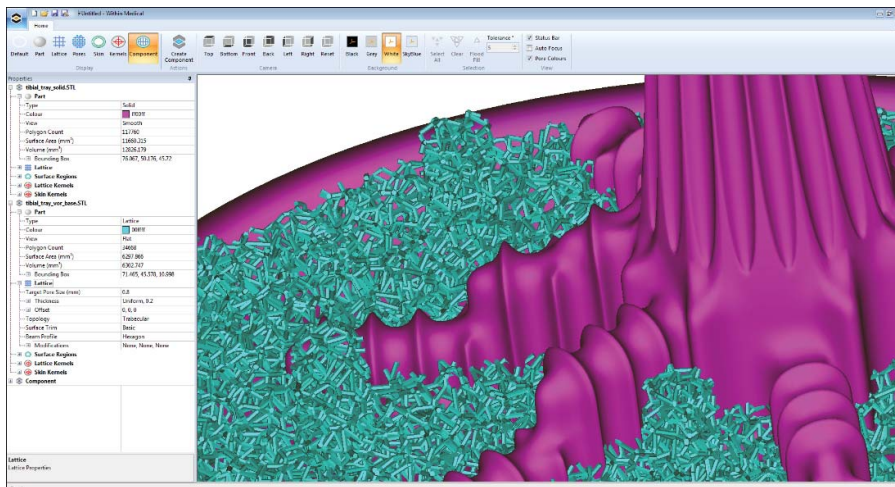 Untitled - Within Medical
Home
Default Part Lattice Pores Skin Kernels Component
Create Component
Top Bottom Front Back Left Right Reset
Black Grey White SkyBlue
Select All Clear Flood Fill
Tolerance °
5
Status Bar
Auto Focus
Pore Colours
Display Actions Camera Background Selection View
Properties
tibial_tray_solid.STL
Part
Type Solid
Colour
View Smooth
Polygon Count 117760
Surface Area (mm²)
Volume (mm³)
Bounding Box
Lattice
Surface Regions
Lattice Kernels
Skin Kernels
tibial_tray_vor_base.STL
Part
Type Lattice
Colour
View Flat
Polygon Count
Surface Area (mm²)
Volume (mm³)
Bounding Box
Lattice
Target Pore Size (mm) 0.8
Thickness Uniform, 0.2
Offset 0, 0, 0
Topology Trabecular
Surface Trim Basic
Beam Profile Hexagon
Modifications None, None, None
Surface Regions
Lattice Kernels
Skin Kernels
Component
Lattice
Lattice Properties